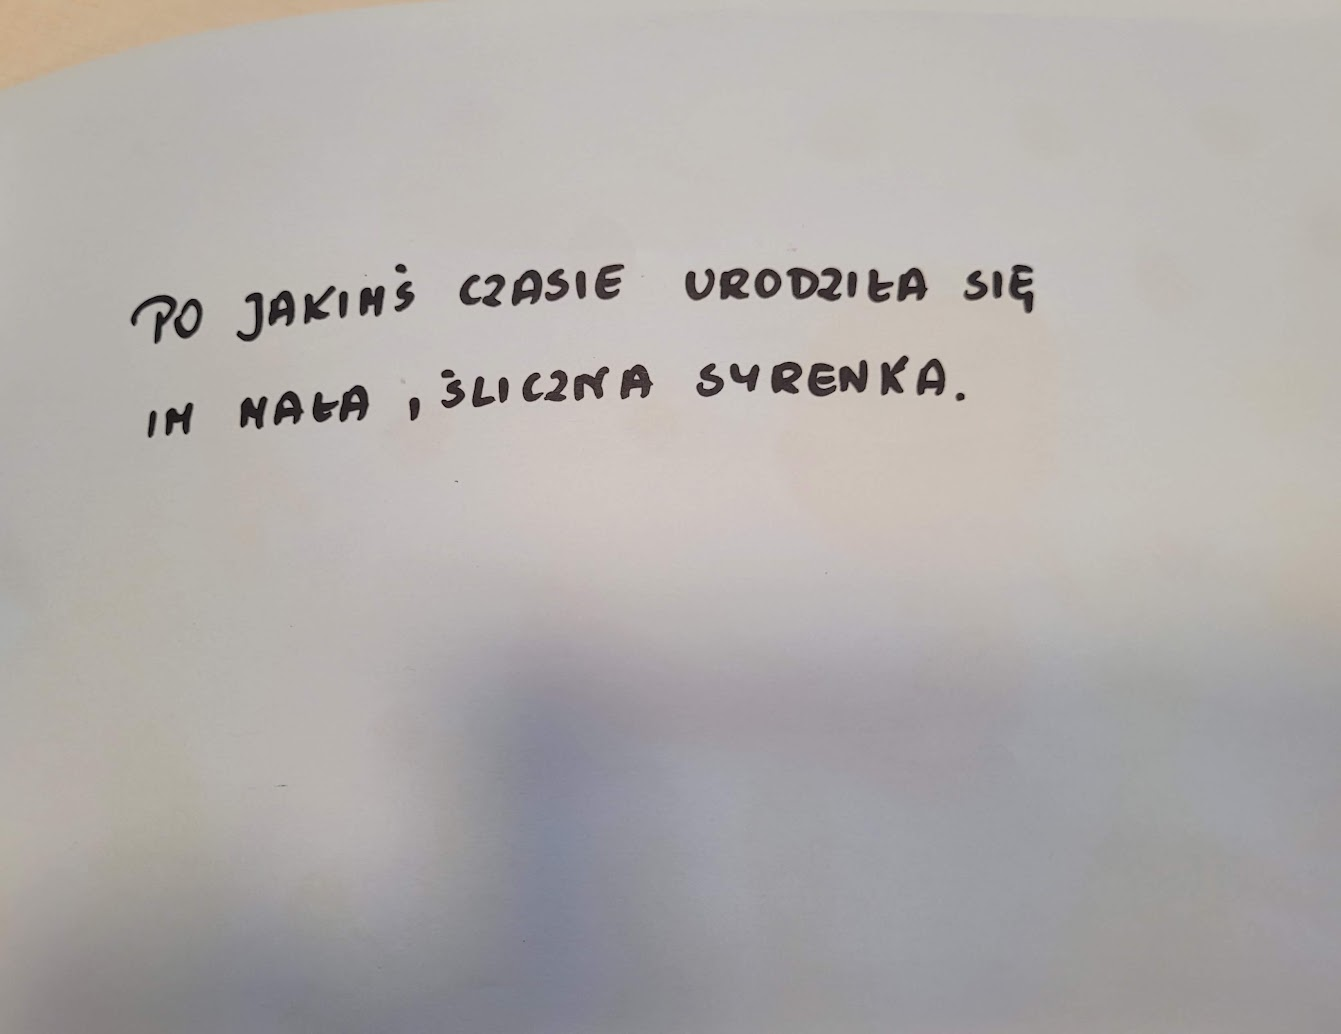 PO JAKIMŚ CZASIE URODZIŁA SIĘ
IM MAŁA, ŚLICZNA SYRENKA.